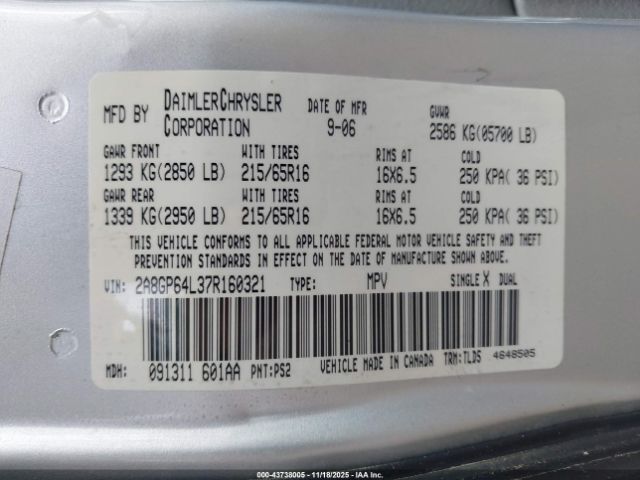 MFD BY DAIMLERCHRYSLER CORPORATION DATE OF MFR 9-06 GVWR 2586 KG(05700 LB)
GAWR FRONT WITH TIRES RIMS AT COLD
1293 KG(2850 LB) 215/65R16 16X6.5 250 KPA( 36 PSI)
GAWR REAR WITH TIRES RIMS AT COLD
1339 KG(2950 LB) 215/65R16 16X6.5 250 KPA( 36 PSI)
THIS VEHICLE CONFORMS TO ALL APPLICABLE FEDERAL MOTOR VEHICLE SAFETY AND THEFT
PREVENTION STANDARDS IN EFFECT ON THE DATE OF MANUFACTURE SHOWN ABOVE.
VIN: 2A8GP64L37R160321 TYPE: MPV SINGLE X DUAL
MDH: 091311 601AA PNT:PS2 VEHICLE MADE IN CANADA TRM:TLD5 4648505
000-43738005 - 11/18/2025 - IAA Inc.